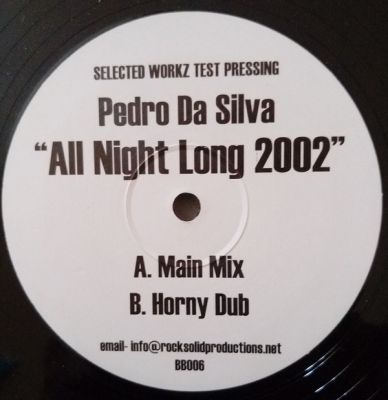 SELECTED WORKZ TEST PRESSING
Pedro Da Silva
“All Night Long 2002”
A. Main Mix
B. Horny Dub
email- info@rocksolidproductions.net
BB006